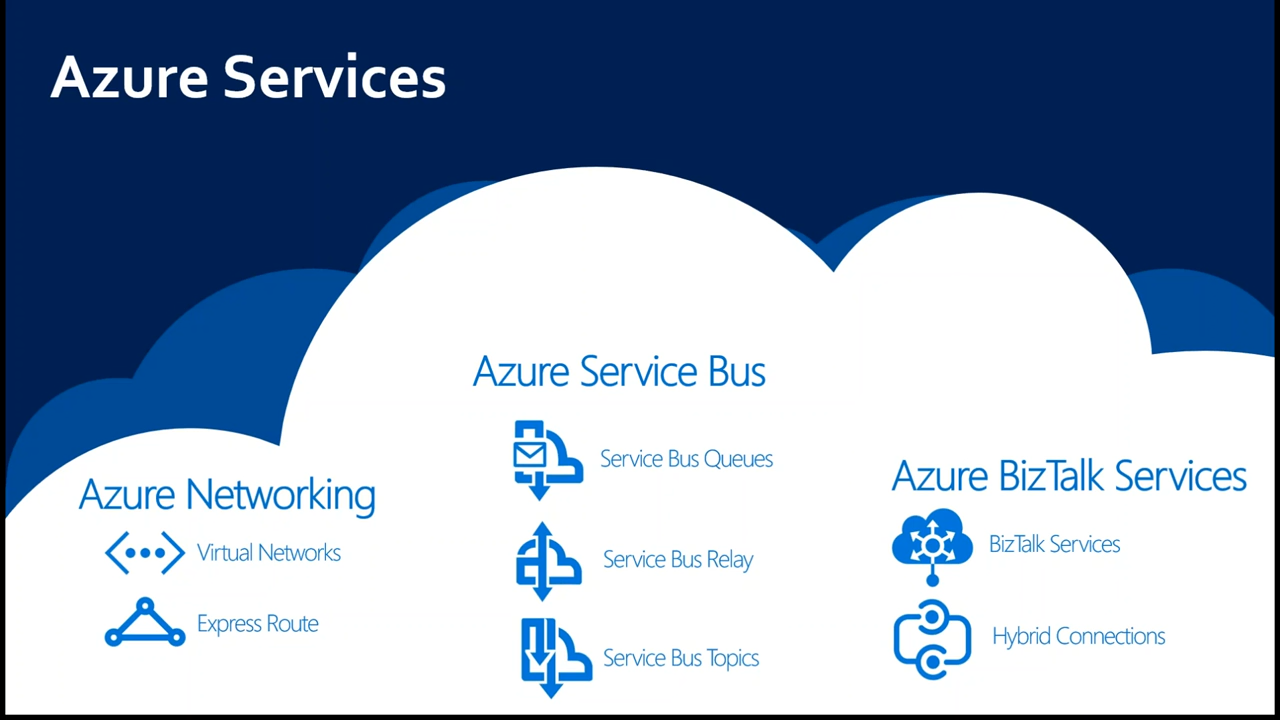 Azure Services
Azure Networking
Virtual Networks
Express Route
Azure Service Bus
Service Bus Queues
Service Bus Relay
Service Bus Topics
Azure BizTalk Services
BizTalk Services
Hybrid Connections